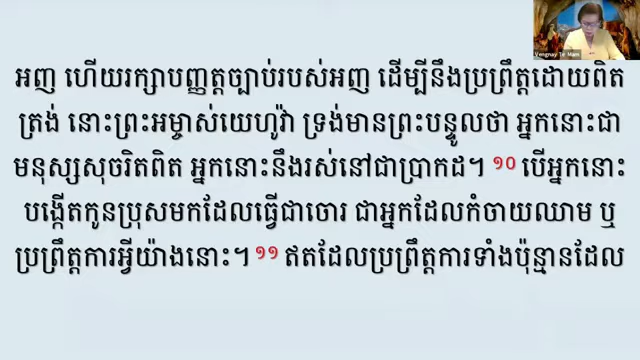 Vengnay Te Mam
អញ ហើយរក្សាបញ្ញត្តច្បាប់របស់អញ ដើម្បីនឹងប្រព្រឹត្តដោយពិត
ត្រង់ នោះព្រះអម្ចាស់យេហូវ៉ា ទ្រង់មានព្រះបន្ទូលថា អ្នកនោះជា
មនុស្សសុចរិតពិត អ្នកនោះនឹងរស់នៅជាប្រាកដ។ ១០ បើអ្នកនោះ
បង្កើតកូនប្រុសមកដែលធ្វើជាចោរ ជាអ្នកដែលកំចាយឈាម ឬ
ប្រព្រឹត្តការអ្វីយ៉ាងនោះ។ ១១ ឥតដែលប្រព្រឹត្តការទាំងប៉ុន្មានដែល